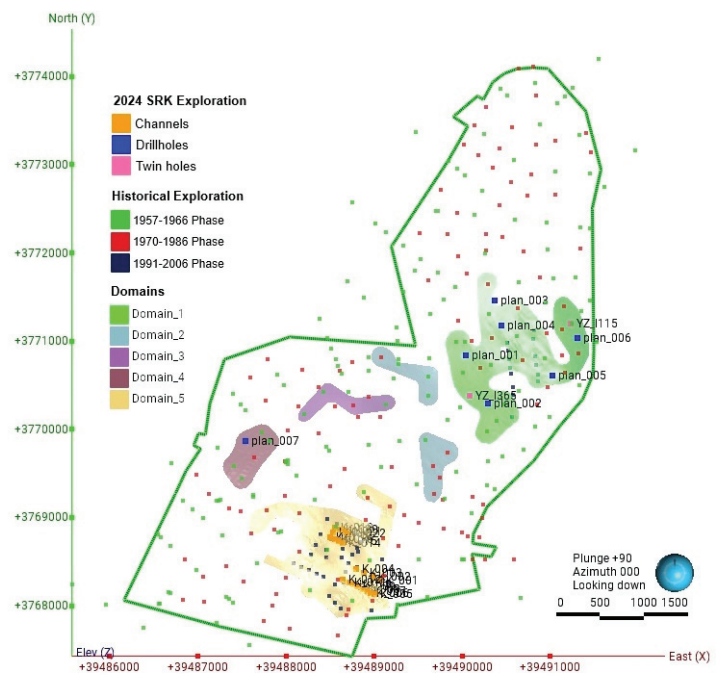 North (Y)
+3774000
2024 SRK Exploration
Channels
Drillholes
Twin holes
+3773000
Historical Exploration
1957-1966 Phase
1970-1986 Phase
1991-2006 Phase
+3772000
Domains
Domain_1
Domain_2
Domain_3
Domain_4
Domain_5
+3771000
plan_003
plan_004
YZ_I115
plan_006
plan_001
plan_005
YZ_I365
plan_002
+3770000
plan_007
+3769000
+3768000
Plunge +90
Azimuth 000
Looking down
0 500 1000 1500
Elev (Z)
East (X)
+39486000 +39487000 +39488000 +39489000 +39490000 +39491000